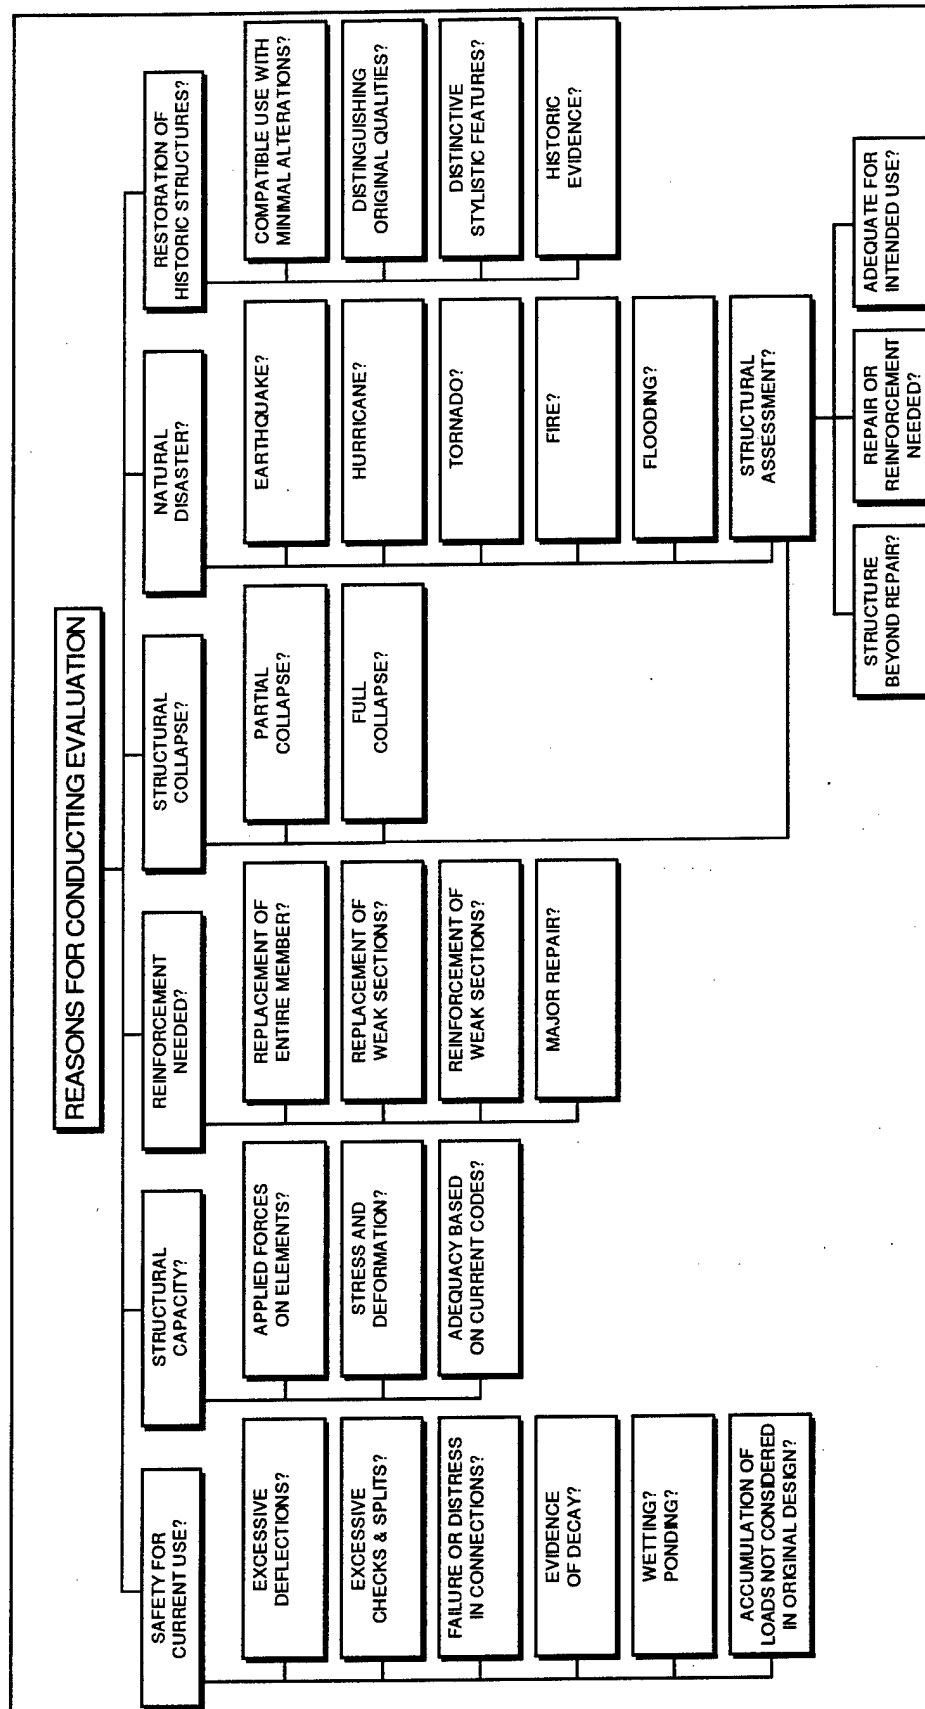 REASONS FOR CONDUCTING EVALUATION
SAFETY FOR
CURRENT USE?
EXCESSIVE
DEFLECTIONS?
EXCESSIVE
CHECKS & SPLITS?
FAILURE OR DISTRESS
IN CONNECTIONS?
EVIDENCE
OF DECAY?
WETTING?
PONDING?
ACCUMULATION OF
LOADS NOT CONSIDERED
IN ORIGINAL DESIGN?
STRUCTURAL
CAPACITY?
APPLIED FORCES
ON ELEMENTS?
STRESS AND
DEFORMATION?
ADEQUACY BASED
ON CURRENT CODES?
REINFORCEMENT
NEEDED?
REPLACEMENT OF
ENTIRE MEMBER?
REPLACEMENT OF
WEAK SECTIONS?
REINFORCEMENT OF
WEAK SECTIONS?
MAJOR REPAIR?
STRUCTURAL
COLLAPSE?
PARTIAL
COLLAPSE?
FULL
COLLAPSE?
NATURAL
DISASTER?
EARTHQUAKE?
HURRICANE?
TORNADO?
FIRE?
FLOODING?
STRUCTURAL
ASSESSMENT?
STRUCTURE
BEYOND REPAIR?
REPAIR OR
REINFORCEMENT
NEEDED?
ADEQUATE FOR
INTENDED USE?
RESTORATION OF
HISTORIC STRUCTURES?
COMPATIBLE USE WITH
MINIMAL ALTERATIONS?
DISTINGUISHING
ORIGINAL QUALITIES?
DISTINCTIVE
STYLISTIC FEATURES?
HISTORIC
EVIDENCE?